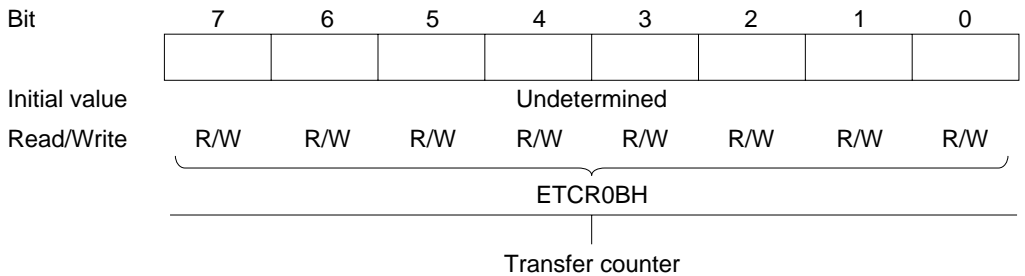 Bit 7 6 5 4 3 2 1 0
Initial value Undetermined
Read/Write R/W R/W R/W R/W R/W R/W R/W R/W
ETCR0BH
Transfer counter